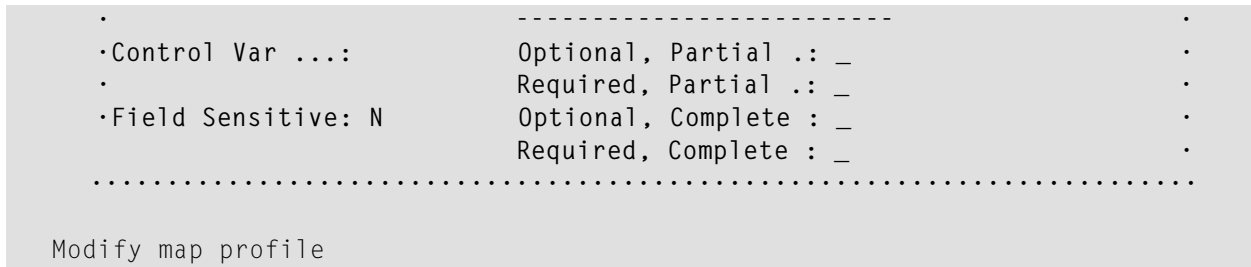 ·                           -------------------------                   ·
·Control Var ...:           Optional, Partial .: _                      ·
·                           Required, Partial .: _                      ·
·Field Sensitive: N         Optional, Complete : _                      ·
                            Required, Complete : _                      ·
..........................................................................
Modify map profile